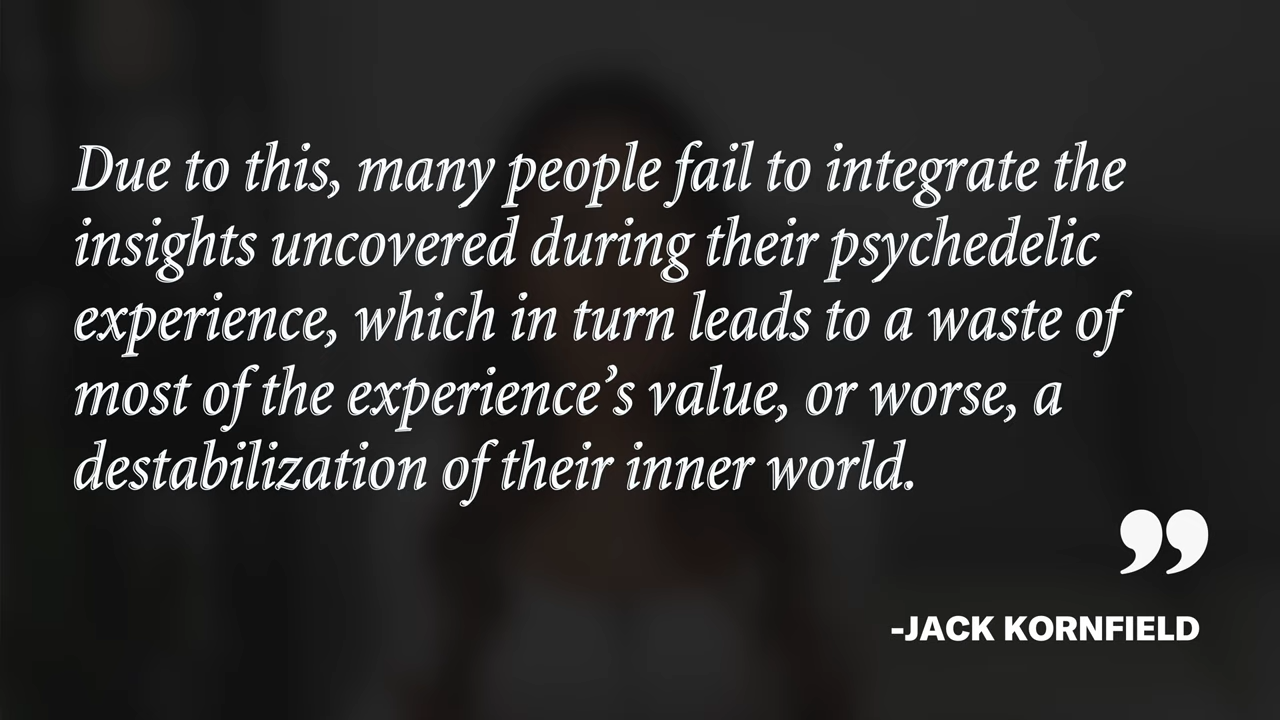 Due to this, many people fail to integrate the
insights uncovered during their psychedelic
experience, which in turn leads to a waste of
most of the experience’s value, or worse, a
destabilization of their inner world.
”
-JACK KORNFIELD